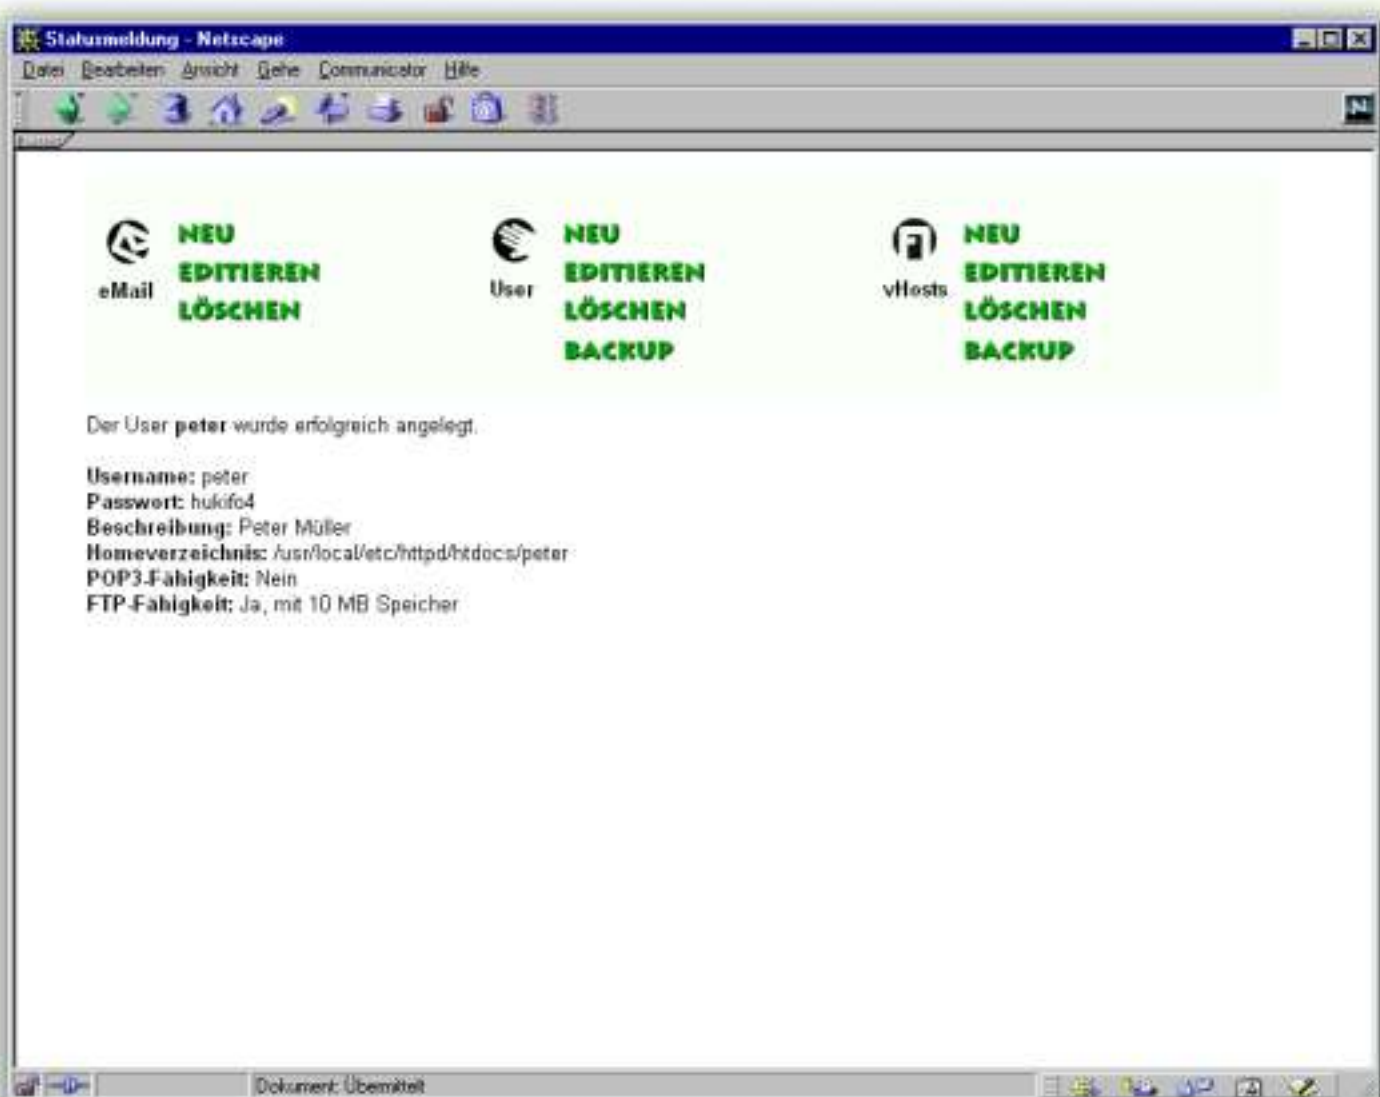 Statusmeldung - Netscape
Datei Bearbeiten Ansicht Gehe Communicator Hilfe
eMail
NEU
EDITIEREN
LÖSCHEN
User
NEU
EDITIEREN
LÖSCHEN
BACKUP
vHosts
NEU
EDITIEREN
LÖSCHEN
BACKUP
Der User peter wurde erfolgreich angelegt.
Username: peter
Passwort: hukifo4
Beschreibung: Peter Müller
Homeverzeichnis: /usr/local/etc/httpd/htdocs/peter
POP3-Fähigkeit: Nein
FTP-Fähigkeit: Ja, mit 10 MB Speicher
Dokument: Übermittelt